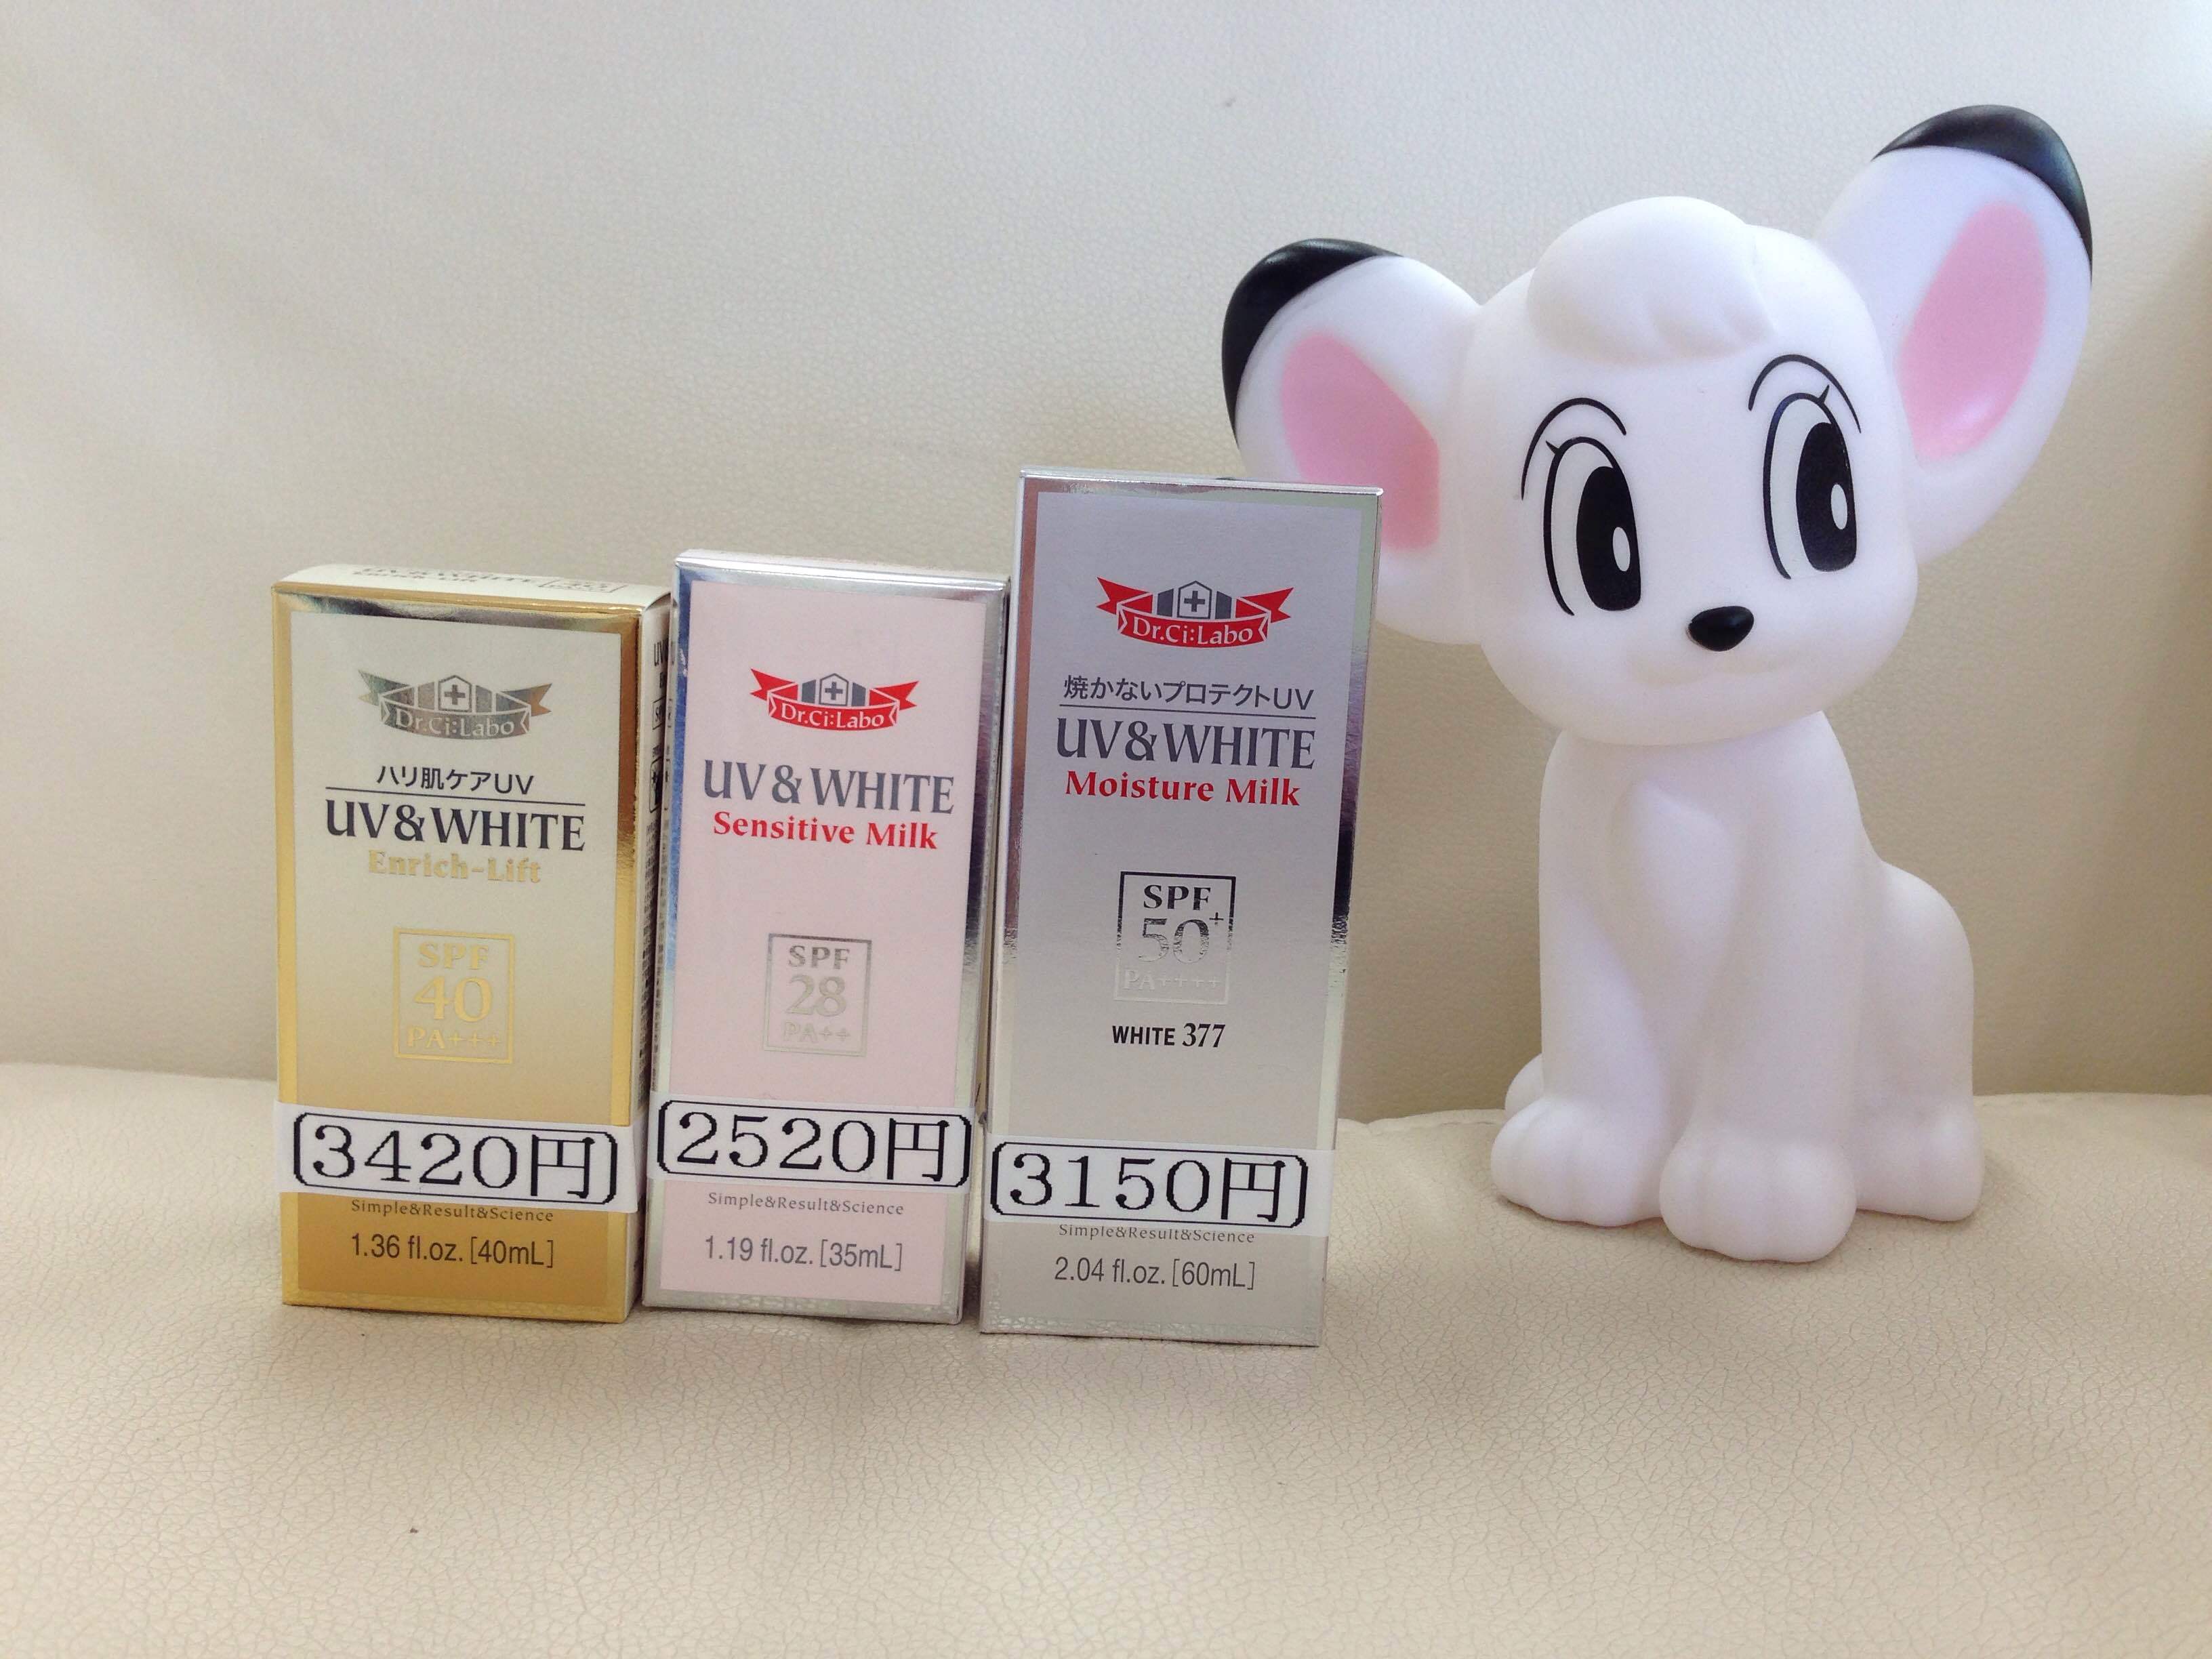 Dr.Ci:Labo
ハリ肌ケアUV
UV&WHITE
Enrich-Lift
SPF
40
PA+++
(3420円)
Simple&Result&Science
1.36 fl.oz.[40mL]
Dr.Ci:Labo
UV&WHITE
Sensitive Milk
SPF
28
PA++
(2520円)
Simple&Result&Science
1.19 fl.oz.[35mL]
Dr.Ci:Labo
焼かないプロテクトUV
UV&WHITE
Moisture Milk
SPF
50+
PA++++
WHITE 377
(3150円)
Simple&Result&Science
2.04 fl.oz.[60mL]